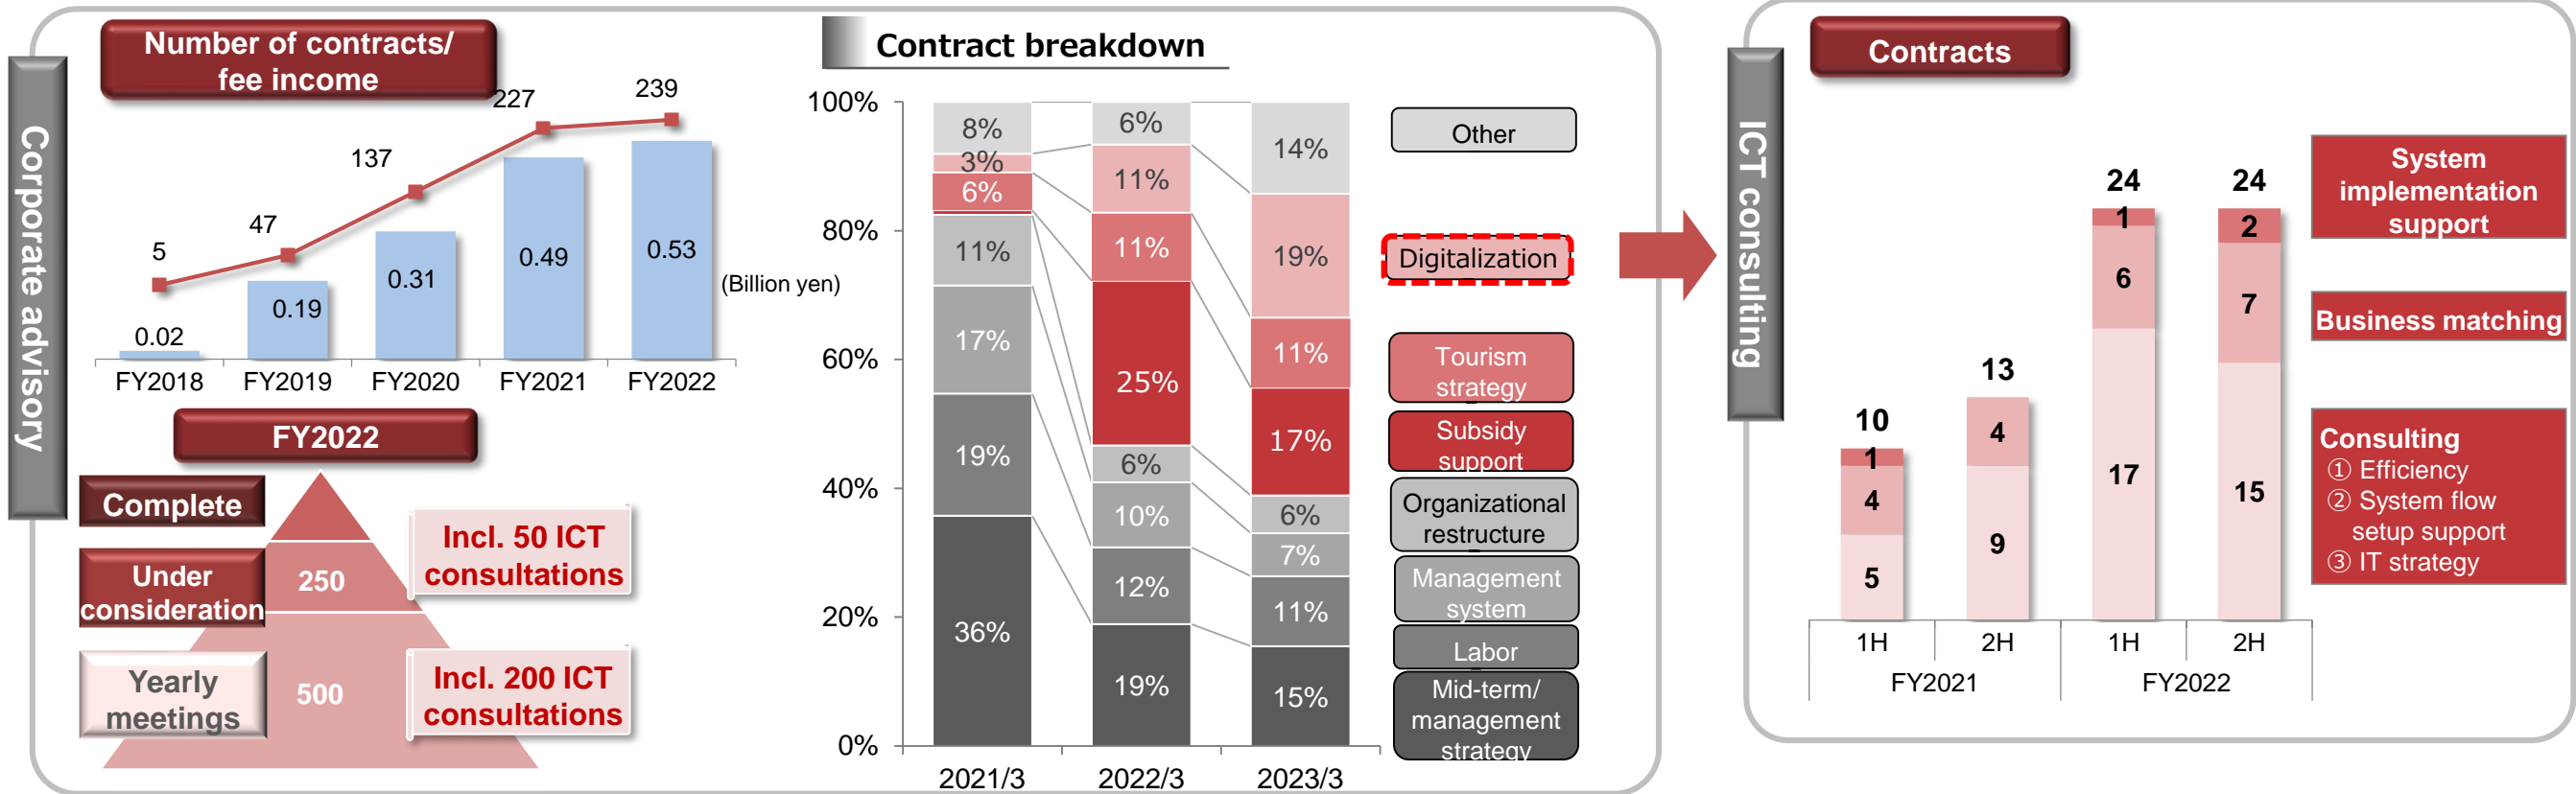 Corporate advisory
Number of contracts/
fee income
5
47
137
227
239
0.02
0.19
0.31
0.49
0.53
(Billion yen)
FY2018
FY2019
FY2020
FY2021
FY2022
FY2022
Complete
Under
consideration
250
Incl. 50 ICT
consultations
Yearly
meetings
500
Incl. 200 ICT
consultations
Contract breakdown
100%
80%
60%
40%
20%
0%
8%
3%
6%
11%
17%
19%
36%
6%
11%
11%
25%
6%
10%
12%
19%
14%
19%
11%
17%
6%
7%
11%
15%
2021/3
2022/3
2023/3
Other
Digitalization
Tourism
strategy
Subsidy
support
Organizational
restructure
Management
system
Labor
Mid-term/
management
strategy
ICT consulting
Contracts
10
1
4
5
13
4
9
24
1
6
17
24
2
7
15
1H
2H
1H
2H
FY2021
FY2022
System
implementation
support
Business matching
Consulting
① Efficiency
② System flow
setup support
③ IT strategy